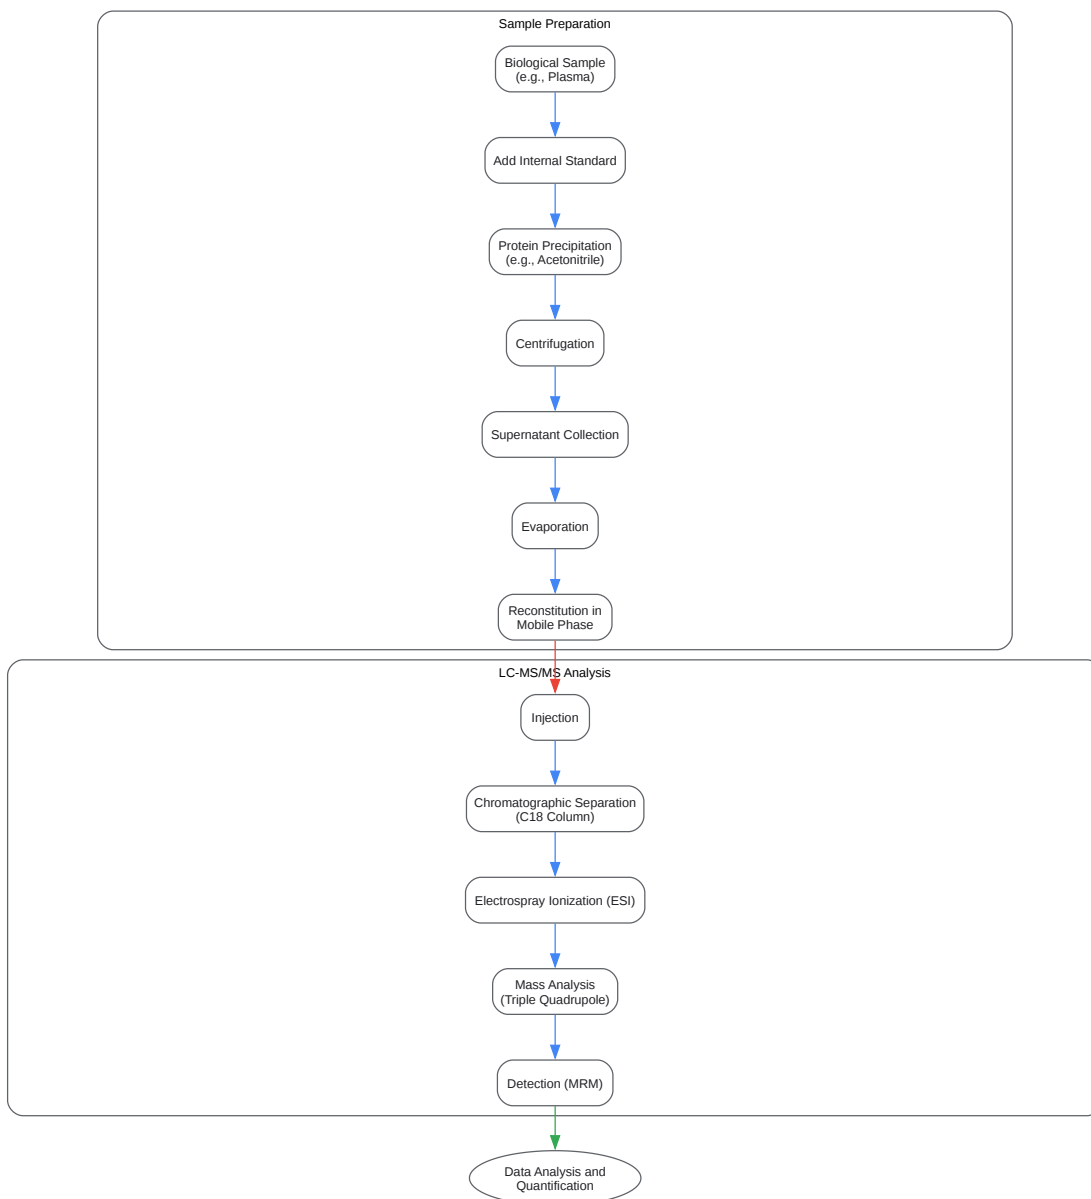 Sample Preparation
Biological Sample
(e.g., Plasma)
Add Internal Standard
Protein Precipitation
(e.g., Acetonitrile)
Centrifugation
Supernatant Collection
Evaporation
Reconstitution in
Mobile Phase
LC-MS/MS Analysis
Injection
Chromatographic Separation
(C18 Column)
Electrospray Ionization (ESI)
Mass Analysis
(Triple Quadrupole)
Detection (MRM)
Data Analysis and
Quantification